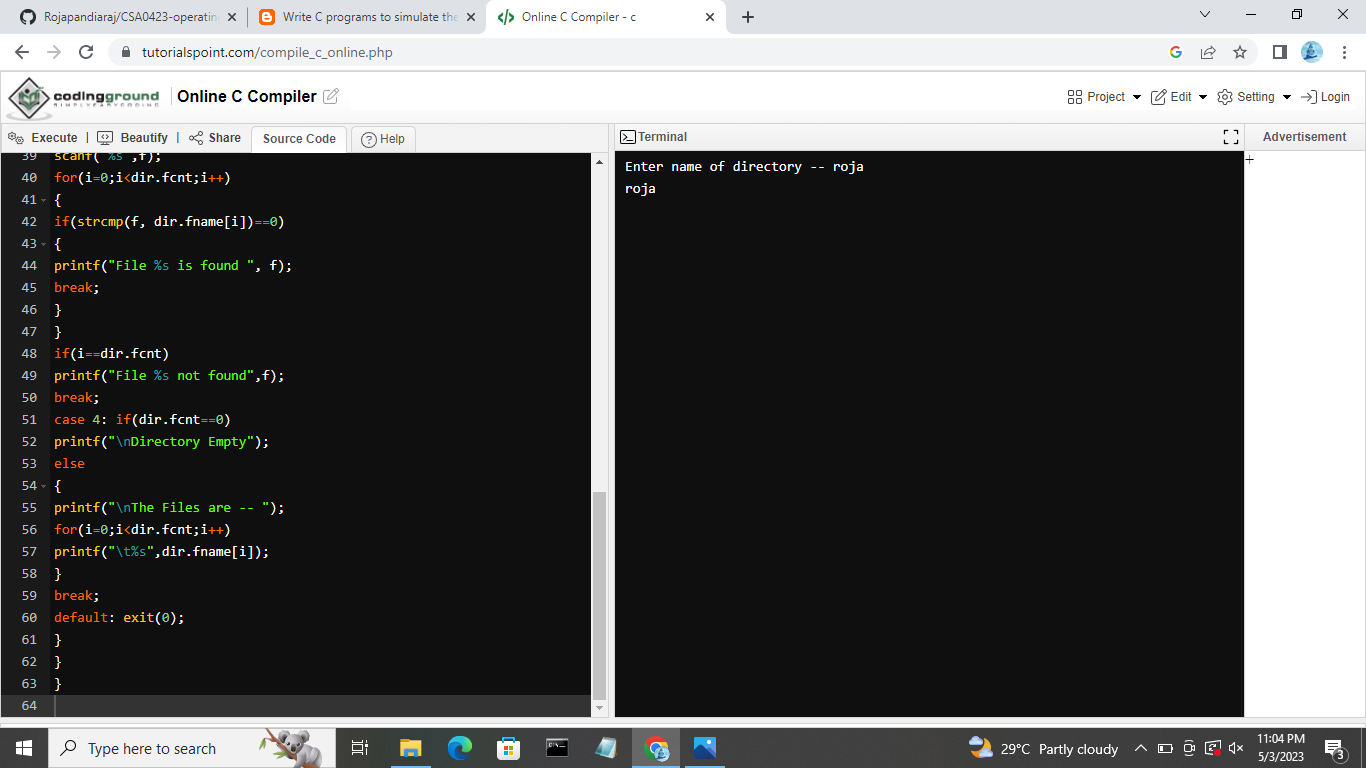 Rojapandiaraj/CSA0423-operatin
Write C programs to simulate the
Online C Compiler - c
tutorialspoint.com/compile_c_online.php
codingground
SIMPLYEASYCODING
Online C Compiler
Project
Edit
Setting
Login
Execute | Beautify | Share
Source Code
Help
Terminal
Advertisement
39 scanf("%s",f);
40 for(i=0;i<dir.fcnt;i++)
41 {
42 if(strcmp(f, dir.fname[i])==0)
43 {
44 printf("File %s is found ", f);
45 break;
46 }
47 }
48 if(i==dir.fcnt)
49 printf("File %s not found",f);
50 break;
51 case 4: if(dir.fcnt==0)
52 printf("\nDirectory Empty");
53 else
54 {
55 printf("\nThe Files are -- ");
56 for(i=0;i<dir.fcnt;i++)
57 printf("\t%s",dir.fname[i]);
58 }
59 break;
60 default: exit(0);
61 }
62 }
63 }
64
Enter name of directory -- roja
roja
Type here to search
29°C Partly cloudy
11:04 PM
5/3/2023
3